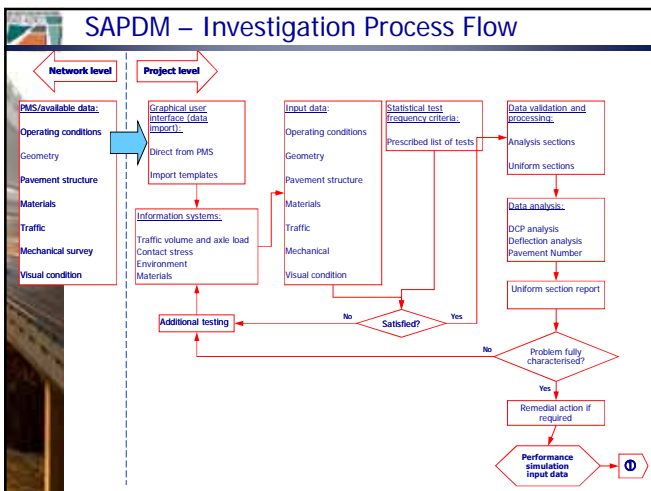 SAPDM – Investigation Process Flow
Network level
Project level
PMS/available data:
Operating conditions
Geometry
Pavement structure
Materials
Traffic
Mechanical survey
Visual condition
Graphical user
interface (data
import):
Direct from PMS
Import templates
Information systems:
Traffic volume and axle load
Contact stress
Environment
Materials
Additional testing
Input data:
Operating conditions
Geometry
Pavement structure
Materials
Traffic
Mechanical
Visual condition
Statistical test
frequency criteria:
Prescribed list of tests
No
Satisfied?
Yes
Data validation and
processing:
Analysis sections
Uniform sections
Data analysis:
DCP analysis
Deflection analysis
Pavement Number
Uniform section report
No
Problem fully
characterised?
Yes
Remedial action if
required
Performance
simulation
input data
①